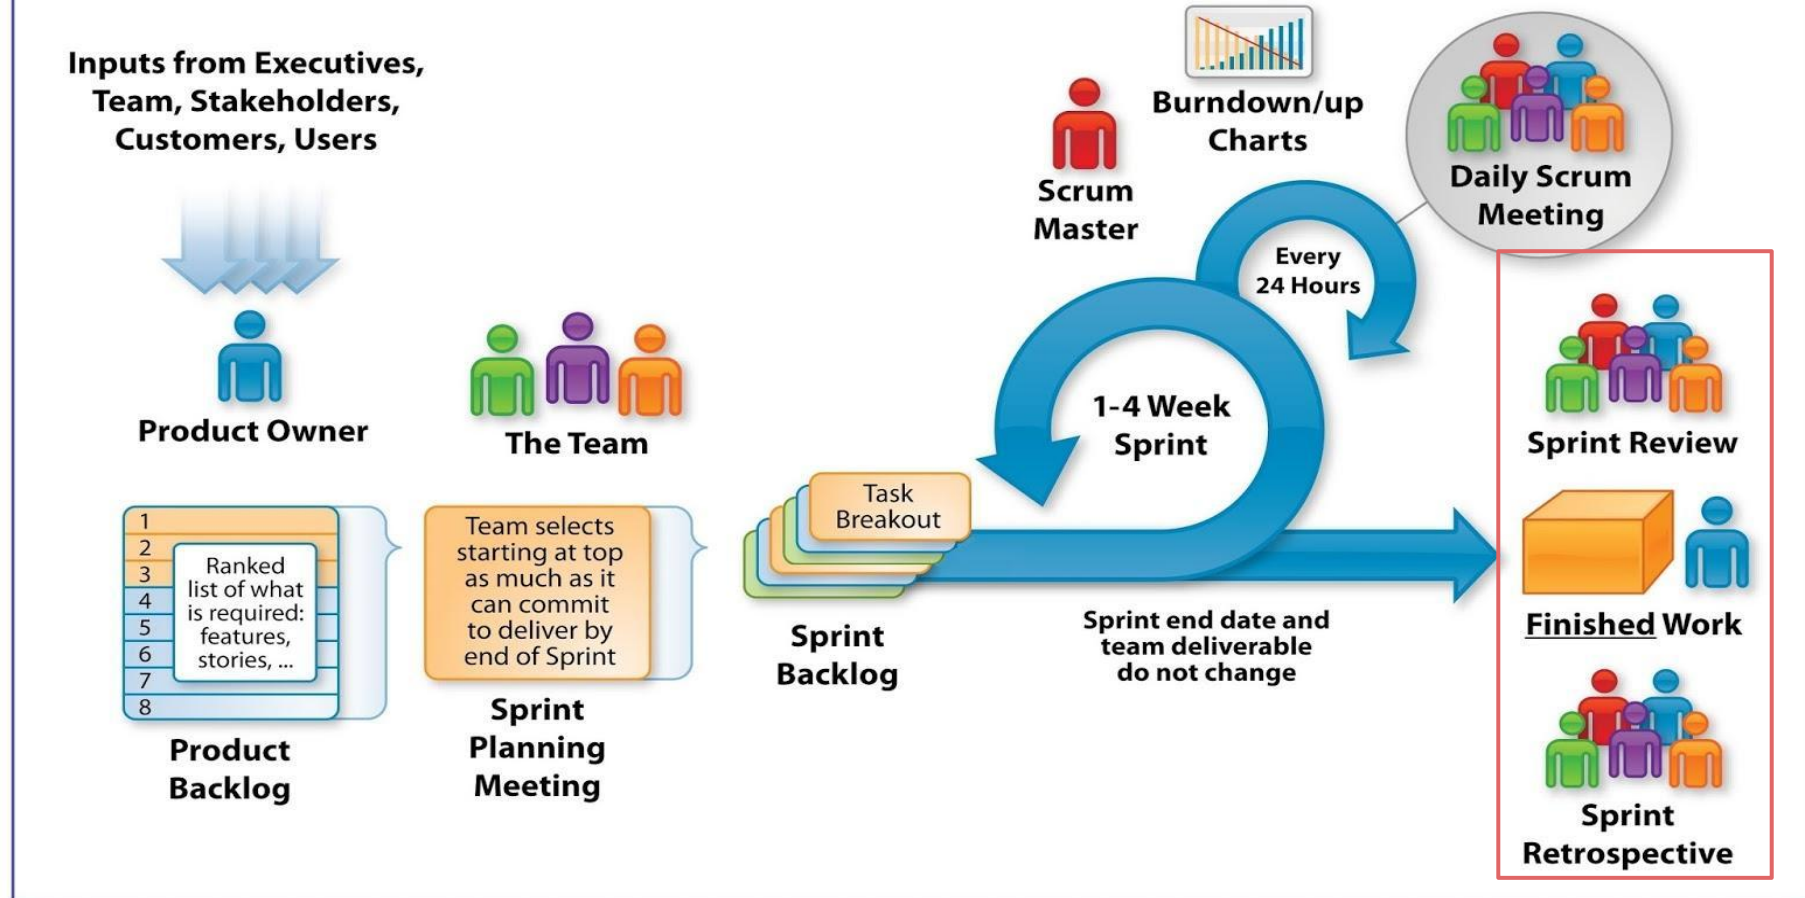 Inputs from Executives,
Team, Stakeholders,
Customers, Users
Product Owner
The Team
1
2
3
4
5
6
7
8
Ranked
list of what
is required:
features,
stories, ...
Product
Backlog
Team selects
starting at top
as much as it
can commit
to deliver by
end of Sprint
Sprint
Planning
Meeting
Task
Breakout
Sprint
Backlog
Scrum
Master
Burndown/up
Charts
Every
24 Hours
1-4 Week
Sprint
Daily Scrum
Meeting
Sprint end date and
team deliverable
do not change
Sprint Review
Finished Work
Sprint
Retrospective